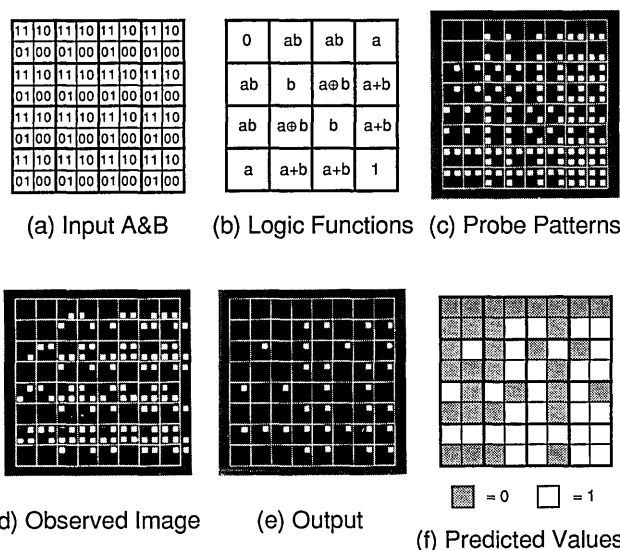 11 10 11 10 11 10 11 10
01 00 01 00 01 00 01 00
11 10 11 10 11 10 11 10
01 00 01 00 01 00 01 00
11 10 11 10 11 10 11 10
01 00 01 00 01 00 01 00
11 10 11 10 11 10 11 10
01 00 01 00 01 00 01 00
0 ab ab a
ab b a⊕b a+b
ab a⊕b b a+b
a a+b a+b 1
(a) Input A&B
(b) Logic Functions
(c) Probe Patterns
d) Observed Image
(e) Output
= 0
= 1
(f) Predicted Values